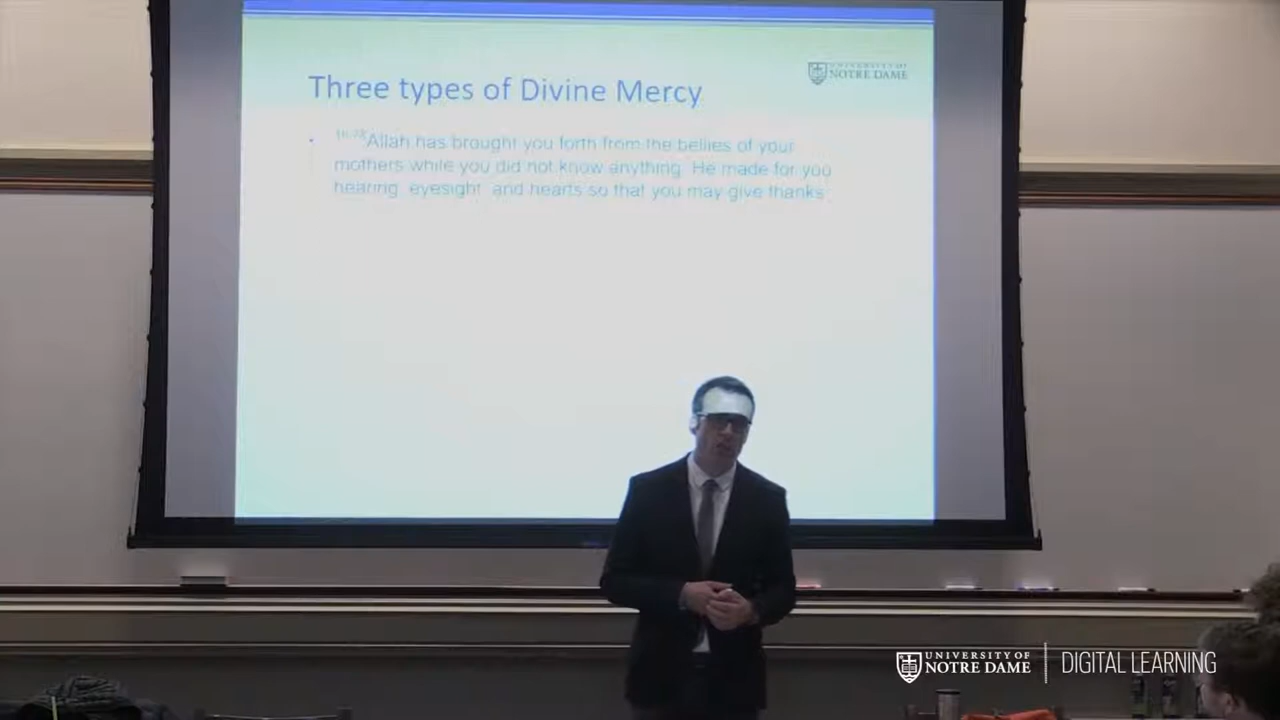 UNIVERSITY OF
NOTRE DAME
Three types of Divine Mercy
• Allah has brought you forth from the bellies of your
mothers while you did not know anything. He made for you
hearing, eyesight, and hearts so that you may give thanks
UNIVERSITY OF
NOTRE DAME
DIGITAL LEARNING